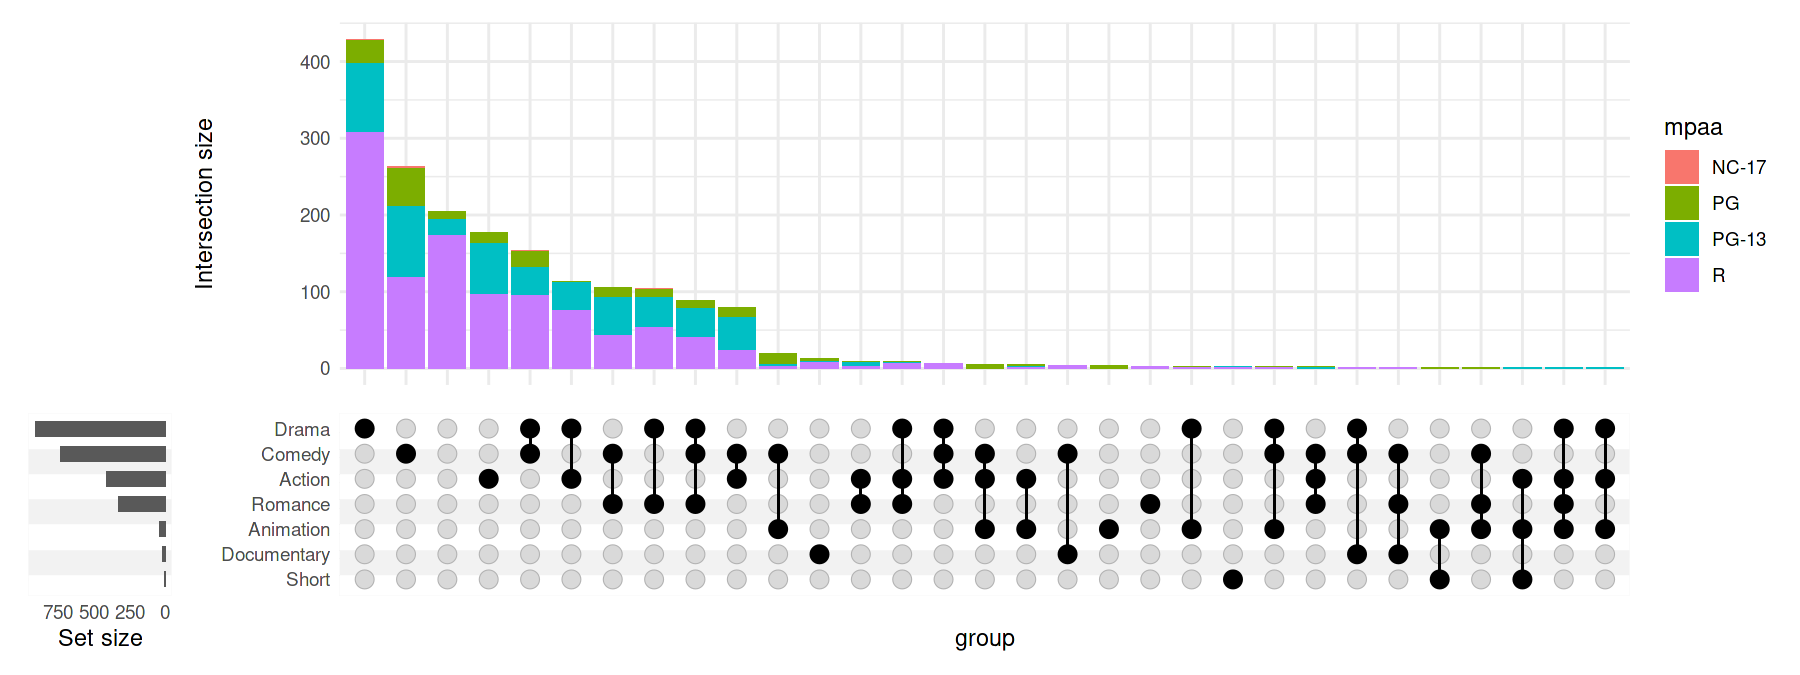 400
300
200
100
0
Intersection size
mpaa
NC-17
PG
PG-13
R
Drama
Comedy
Action
Romance
Animation
Documentary
Short
750 500 250 0
Set size
group